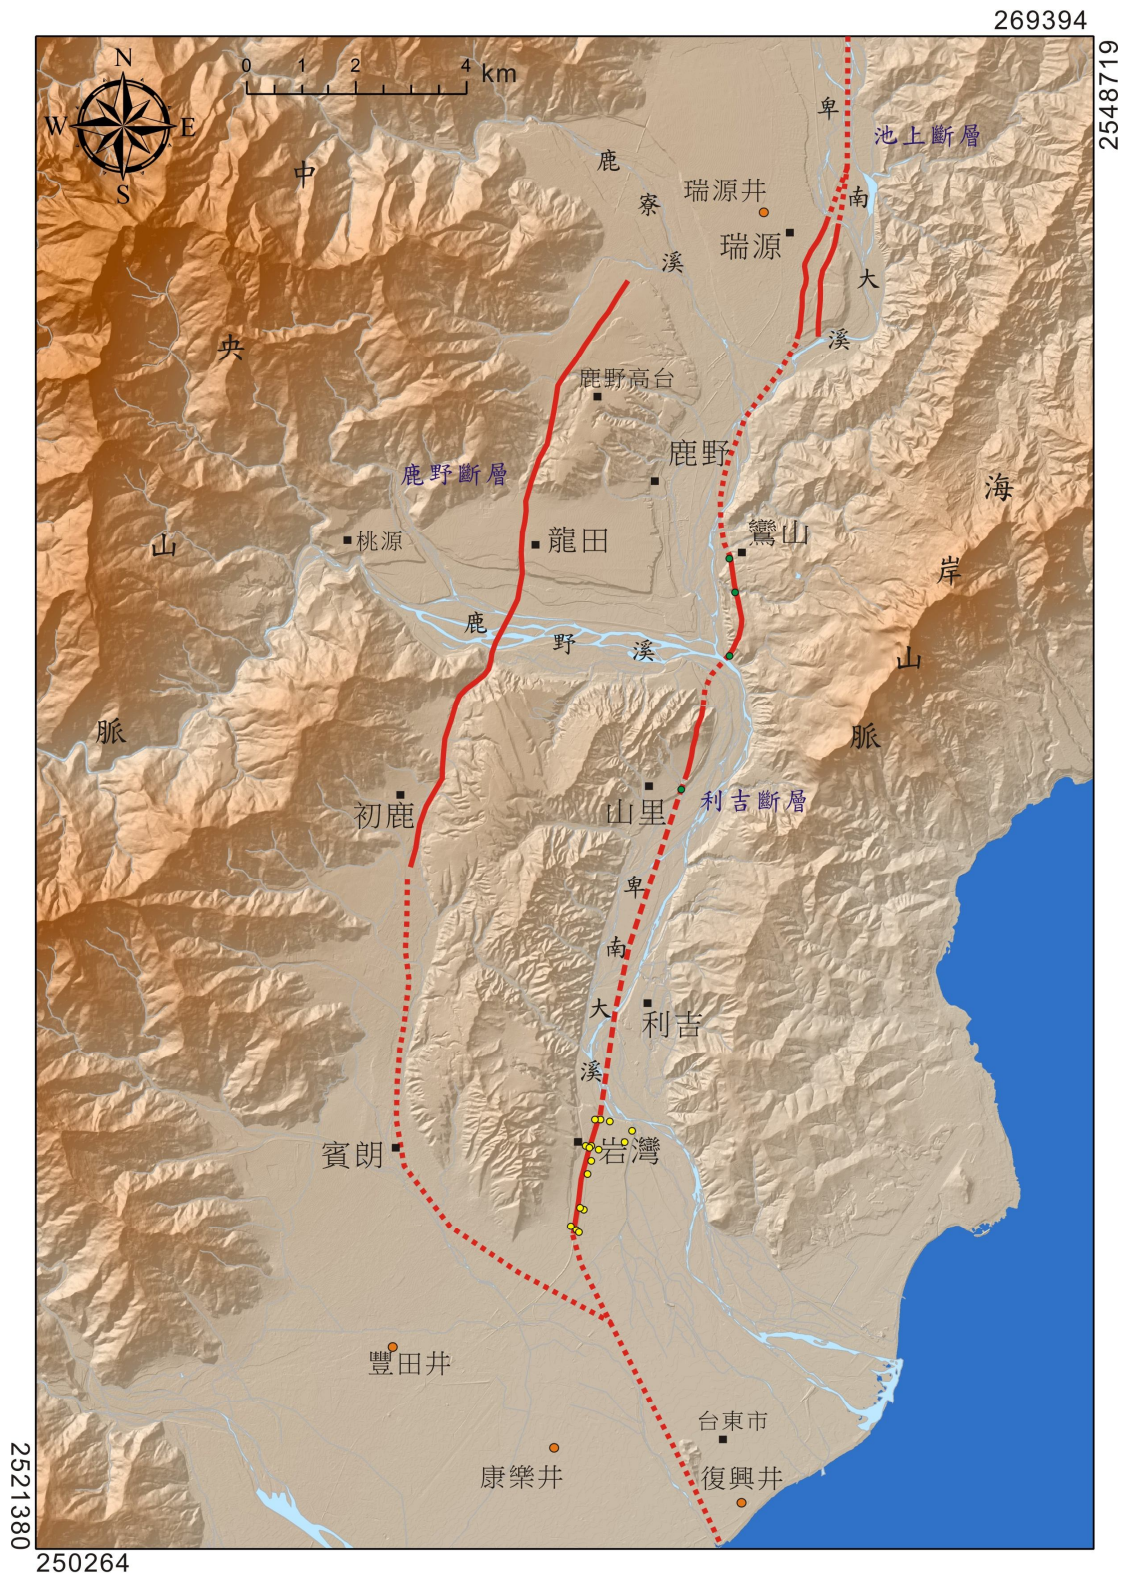 269394
2548719
N
W E
S
0 1 2 4 km
卑
池上斷層
中
鹿
瑞源井
寮
南
瑞源
溪
大
央
溪
鹿野高台
鹿野
鹿野斷層
海
鸞山
桃源
龍田
山
岸
鹿
野
溪
山
脈
脈
山里
利吉斷層
初鹿
卑
南
大
利吉
溪
賓朗
岩灣
豐田井
台東市
康樂井
復興井
2521380
250264